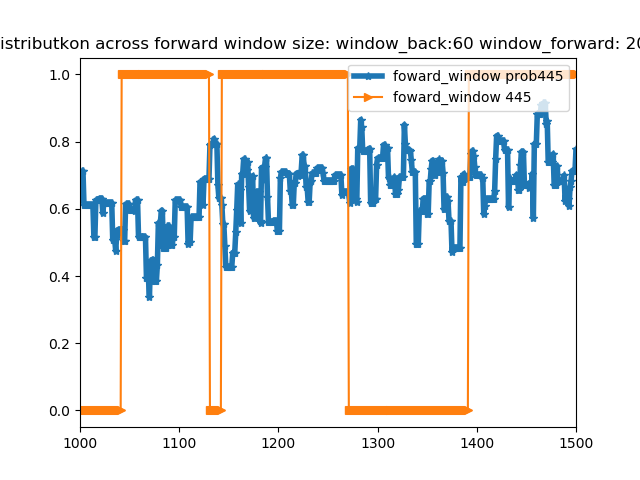 istributkon across forward window size: window_back:60 window_forward: 20
foward_window prob445
foward_window 445
1.0
0.8
0.6
0.4
0.2
0.0
1000 1100 1200 1300 1400 1500